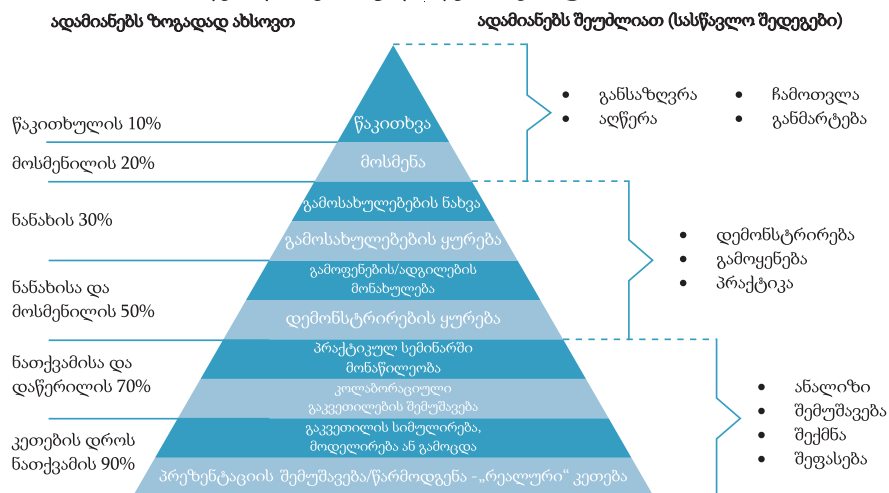 ადამიანებს ზოგადად ახსოვთ
ადამიანებს შეუძლიათ (სასწავლო შედეგები)
წაკითხულის 10%
მოსმენილის 20%
ნანახის 30%
ნანახისა და
მოსმენილის 50%
ნათქვამისა და
დაწერილის 70%
კეთების დროს
ნათქვამის 90%
წაკითხვა
მოსმენა
გამოსახულებების ნახვა
გამოსახულებების ყურება
გამოფენების/ადგილების
მონახულება
დემონსტრირების ყურება
პრაქტიკულ სემინარში
მონაწილეობა
კოლაბორაციული
გაკვეთილების შემუშავება
გაკვეთილის სიმულირება,
მოდელირება ან გამოცდა
პრეზენტაციის შემუშავება/წარმოდგენა -„რეალური“ კეთება
• განსაზღვრა
• აღწერა
• ჩამოთვლა
• განმარტება
• დემონსტრირება
• გამოყენება
• პრაქტიკა
• ანალიზი
• შემუშავება
• შექმნა
• შეფასება